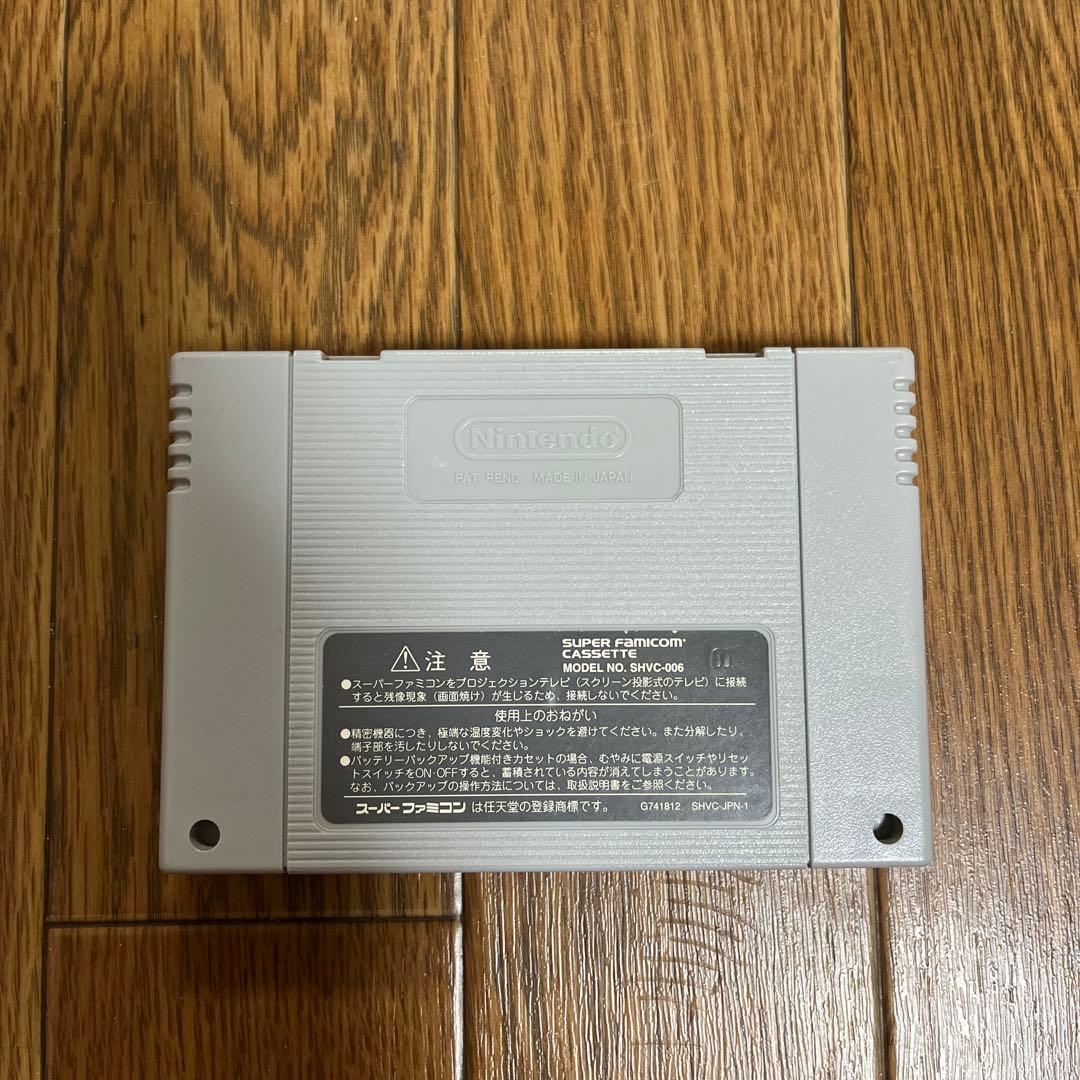 Nintendo
PAT. PEND. MADE IN JAPAN
注意
SUPER Famicom
CASSETTE
MODEL NO. SHVC-006
●スーパーファミコンをプロジェクションテレビ（スクリーン投影式のテレビ）に接続
すると残像現象（画面焼け）が生じるため、接続しないでください。
使用上のおねがい
●精密機器につき、極端な温度変化やショックを避けてください。また分解したり、
端子部を汚したりしないでください。
●バッテリーバックアップ機能付きカセットの場合、むやみに電源スイッチやリセッ
トスイッチをON·OFFすると、蓄積されている内容が消えてしまうことがあります。
なお、バックアップの操作方法については、取扱説明書をご参照ください。
スーパーファミコン は任天堂の登録商標です。 G741812 SHVC-JPN-1